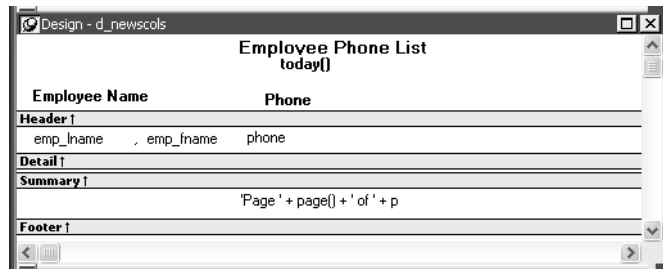 Design - d_newscols
Employee Phone List
today()
Employee Name Phone
Header ↑
emp_lname , emp_fname phone
Detail ↑
Summary ↑
'Page ' + page() + ' of ' + p
Footer ↑